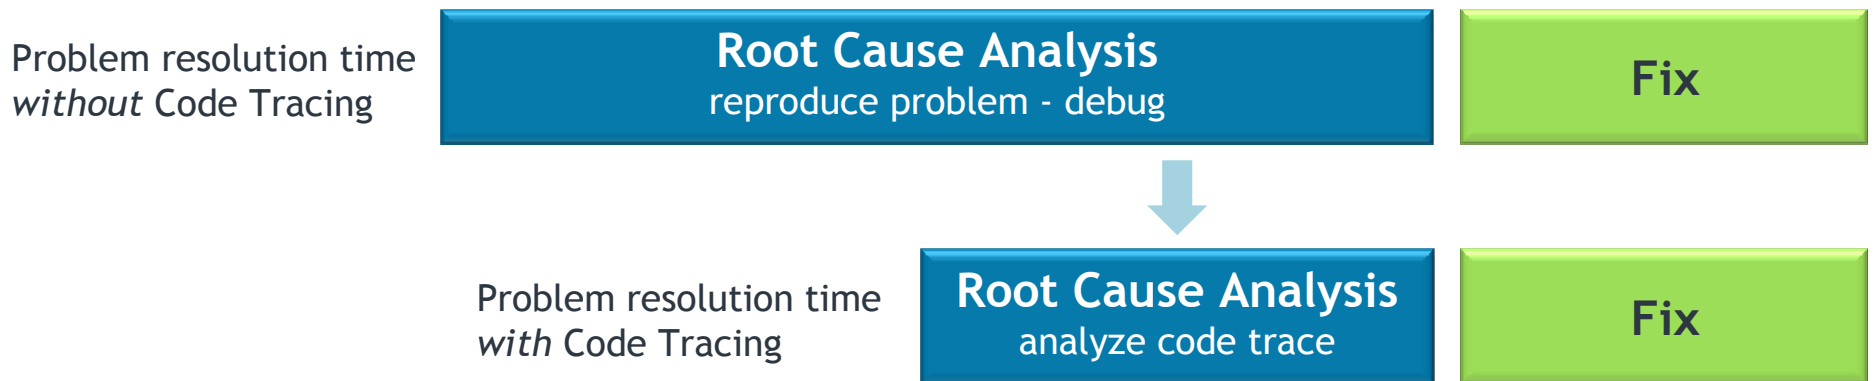 Problem resolution time
without Code Tracing
Root Cause Analysis
reproduce problem - debug
Fix
Problem resolution time
with Code Tracing
Root Cause Analysis
analyze code trace
Fix